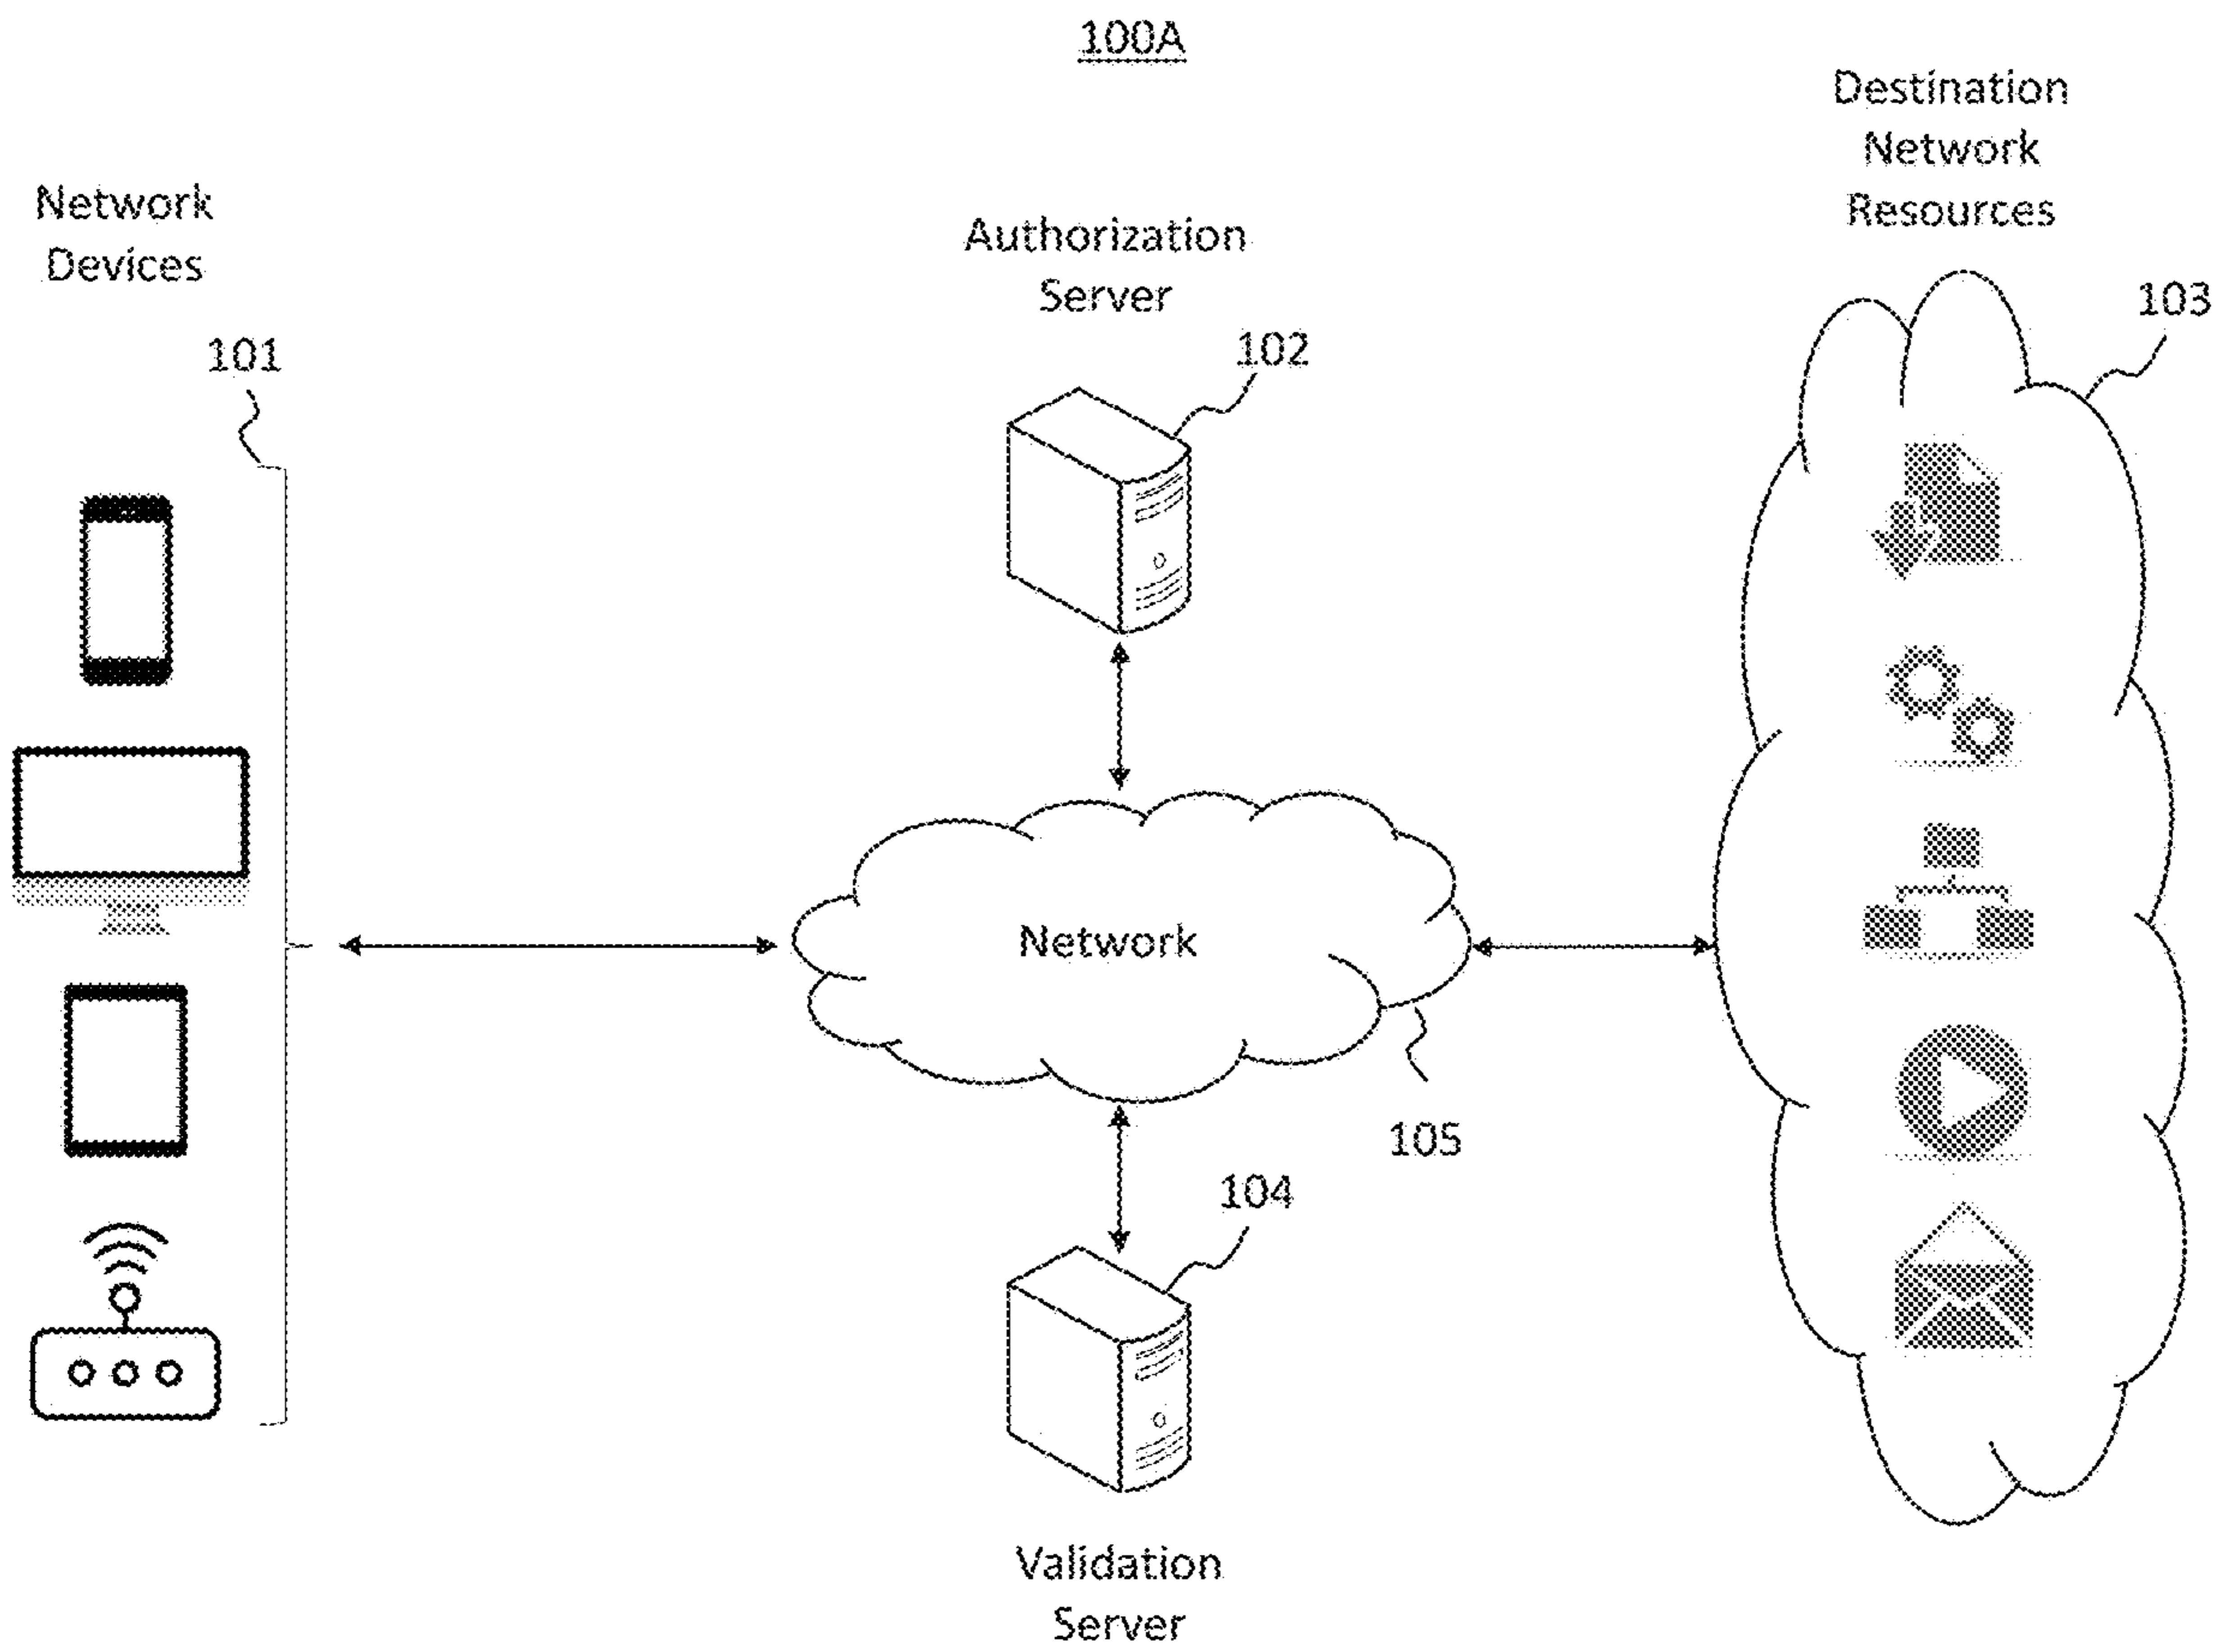 100A
Network
Devices
101
Authorization
Server
102
Destination
Network
Resources
103
Network
105
104
Validation
Server